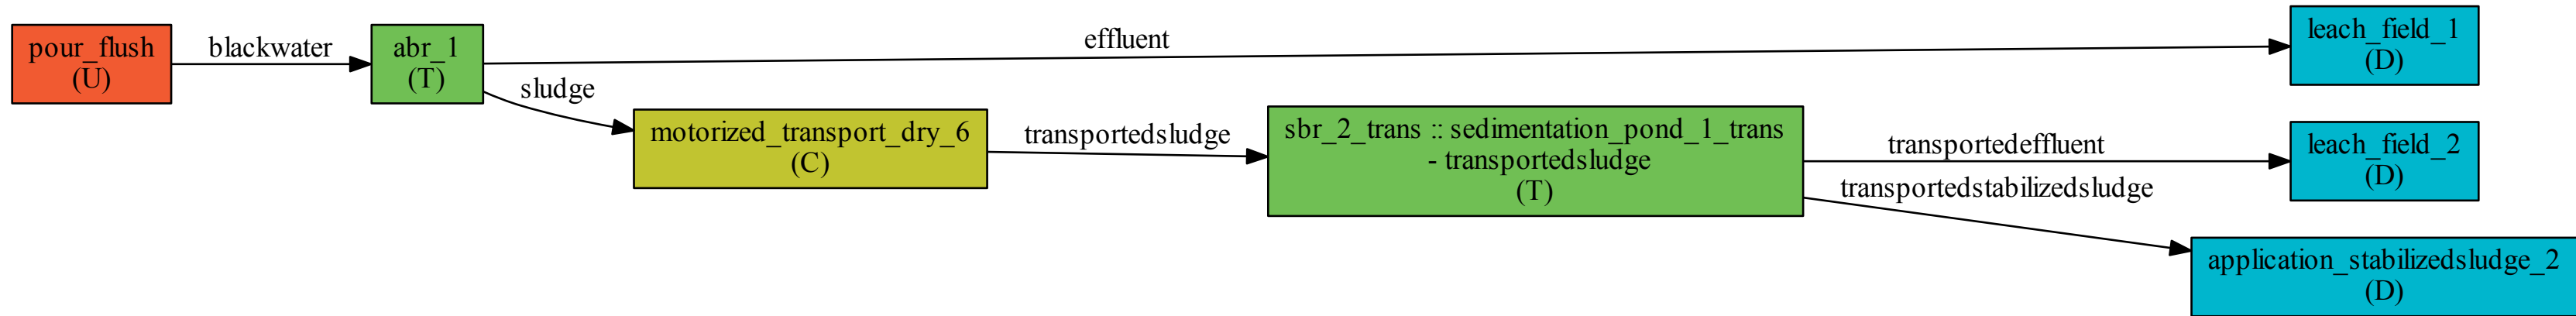 pour_flush
(U)
blackwater
abr_1
(T)
effluent
leach_field_1
(D)
sludge
motorized_transport_dry_6
(C)
transportedsludge
sbr_2_trans :: sedimentation_pond_1_trans
- transportedsludge
(T)
transportedeffluent
leach_field_2
(D)
transportedstabilizedsludge
application_stabilizedsludge_2
(D)